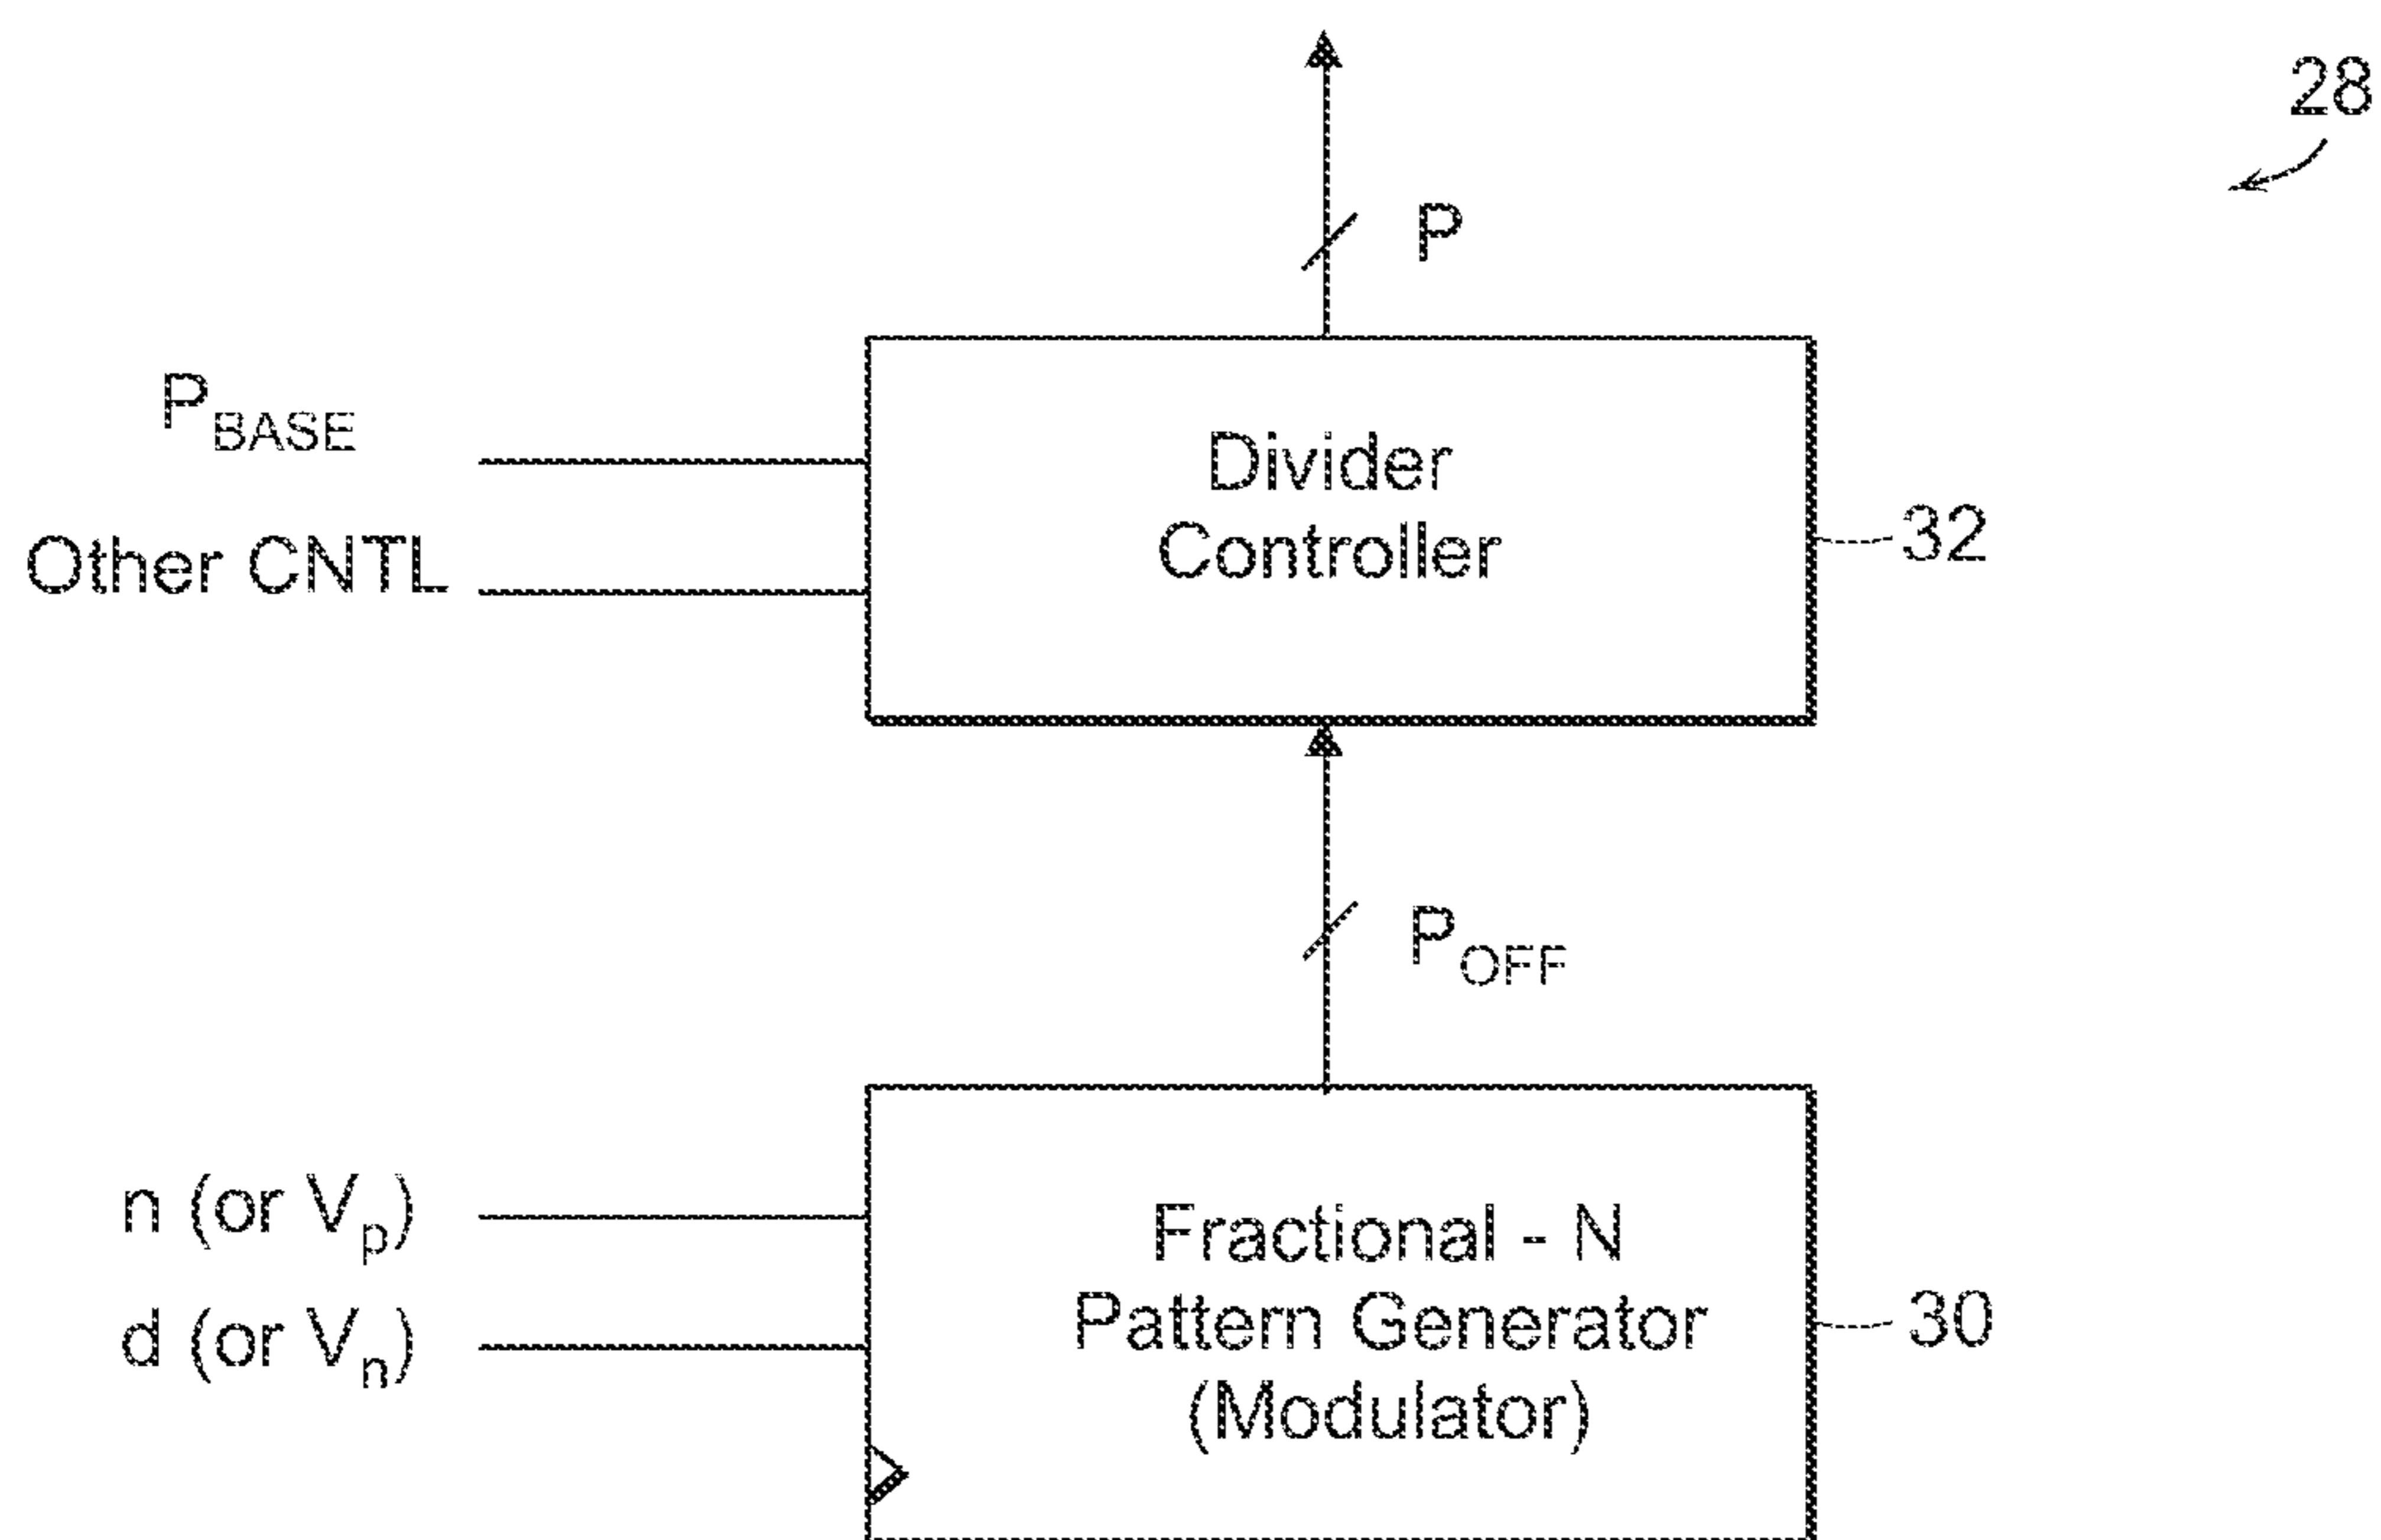 28
P
P_BASE
Other CNTL
Divider
Controller
32
P_OFF
n (or V_p)
d (or V_n)
Fractional - N
Pattern Generator
(Modulator)
30